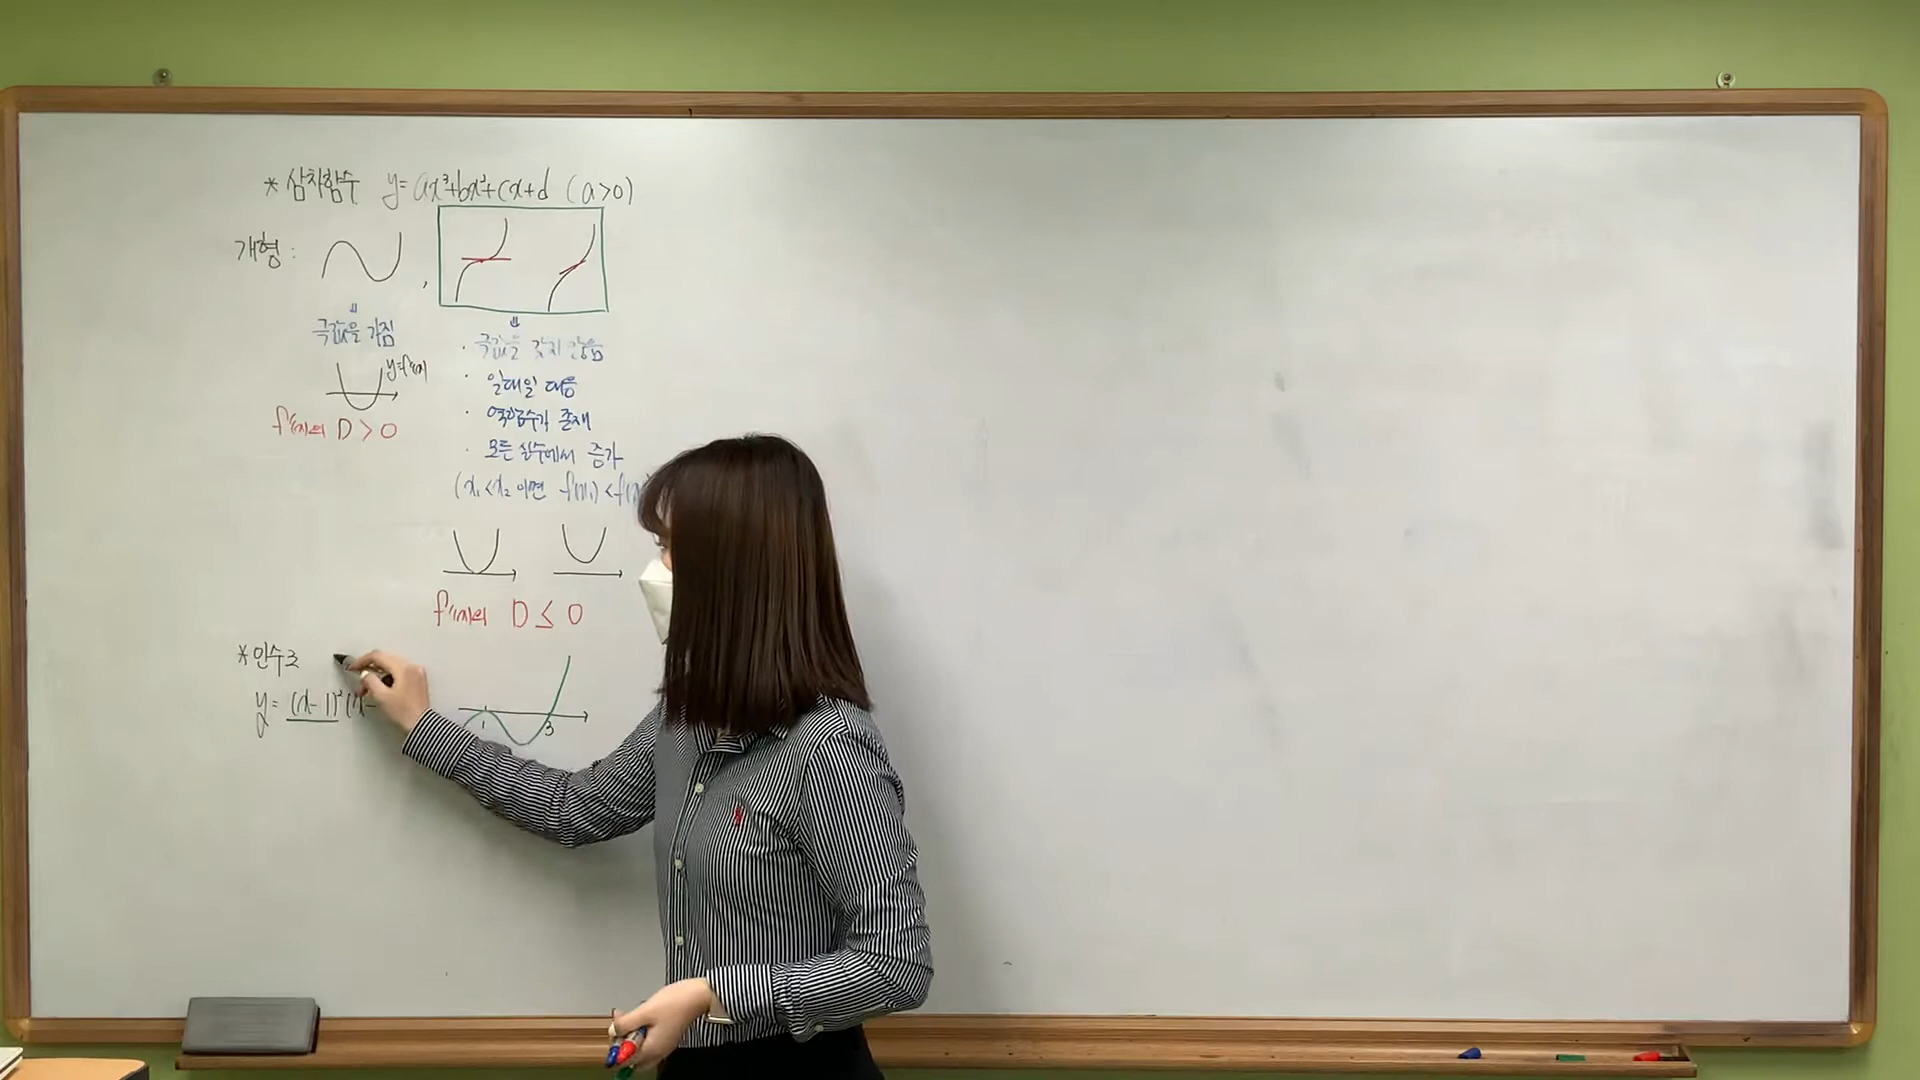 * 삼차함수 y=ax³+bx²+cx+d (a>0)
개형 : ,
⇓
극값을 가짐
y=f'(x)
f'(x)의 D>0
⇓
· 극값을 갖지 않음
· 일대일 대응
· 역함수가 존재
· 모든 실수에서 증가
(x₁<x₂ 이면 f(x₁)<f(x
f'(x)의 D≤0
* 인수
y= (x-1)²(x-
1 3